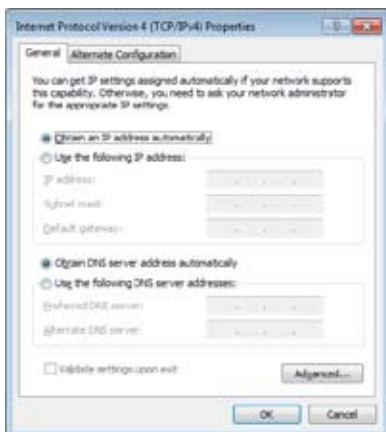 Internet Protocol Version 4 (TCP/IPv4) Properties
General
Alternate Configuration
You can get IP settings assigned automatically if your network supports
this capability. Otherwise, you need to ask your network administrator
for the appropriate IP settings.
Obtain an IP address automatically
Use the following IP address:
IP address:
Subnet mask:
Default gateway:
Obtain DNS server address automatically
Use the following DNS server addresses:
Preferred DNS server:
Alternate DNS server:
Validate settings upon exit
Advanced...
OK
Cancel